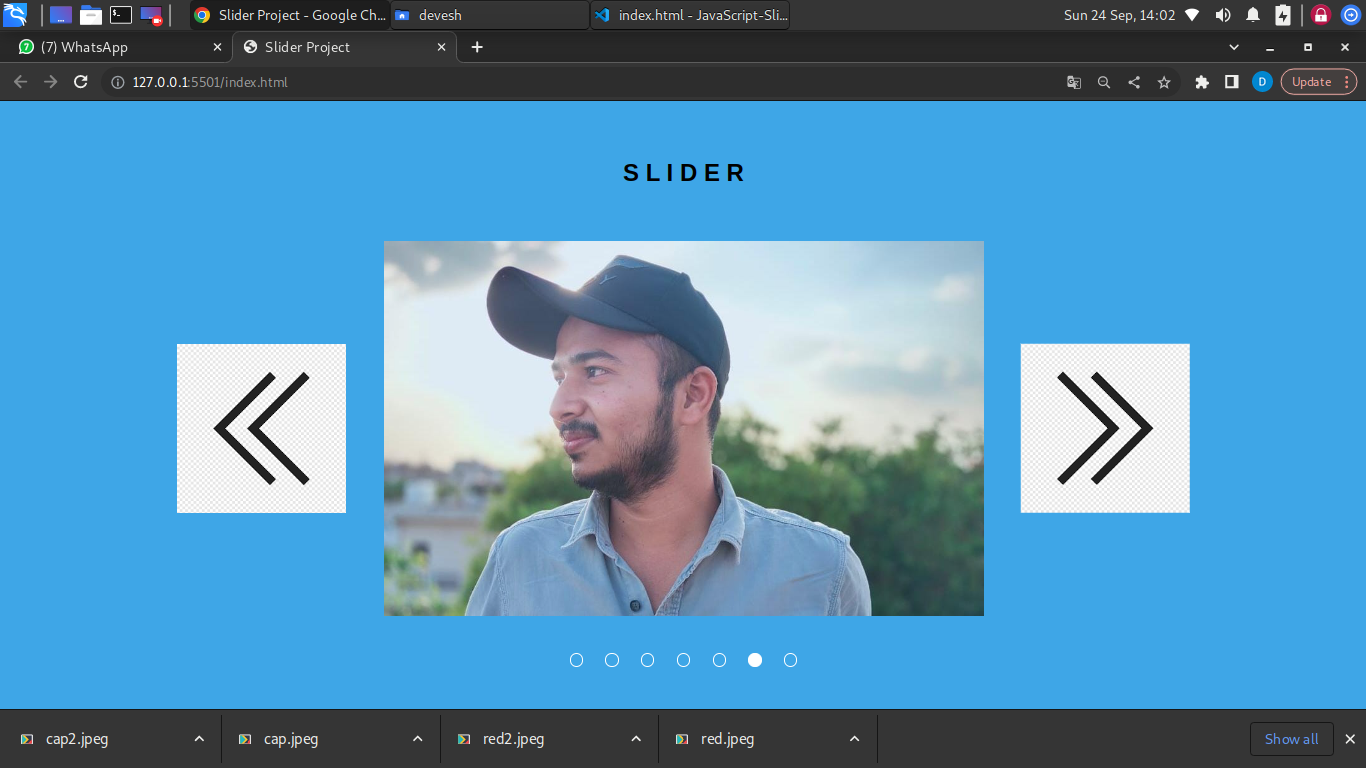 Slider Project - Google Ch...
devesh
index.html - JavaScript-Sli...
Sun 24 Sep, 14:02
(7) WhatsApp
Slider Project
127.0.0.1:5501/index.html
D
Update
SLIDER
cap2.jpeg
cap.jpeg
red2.jpeg
red.jpeg
Show all